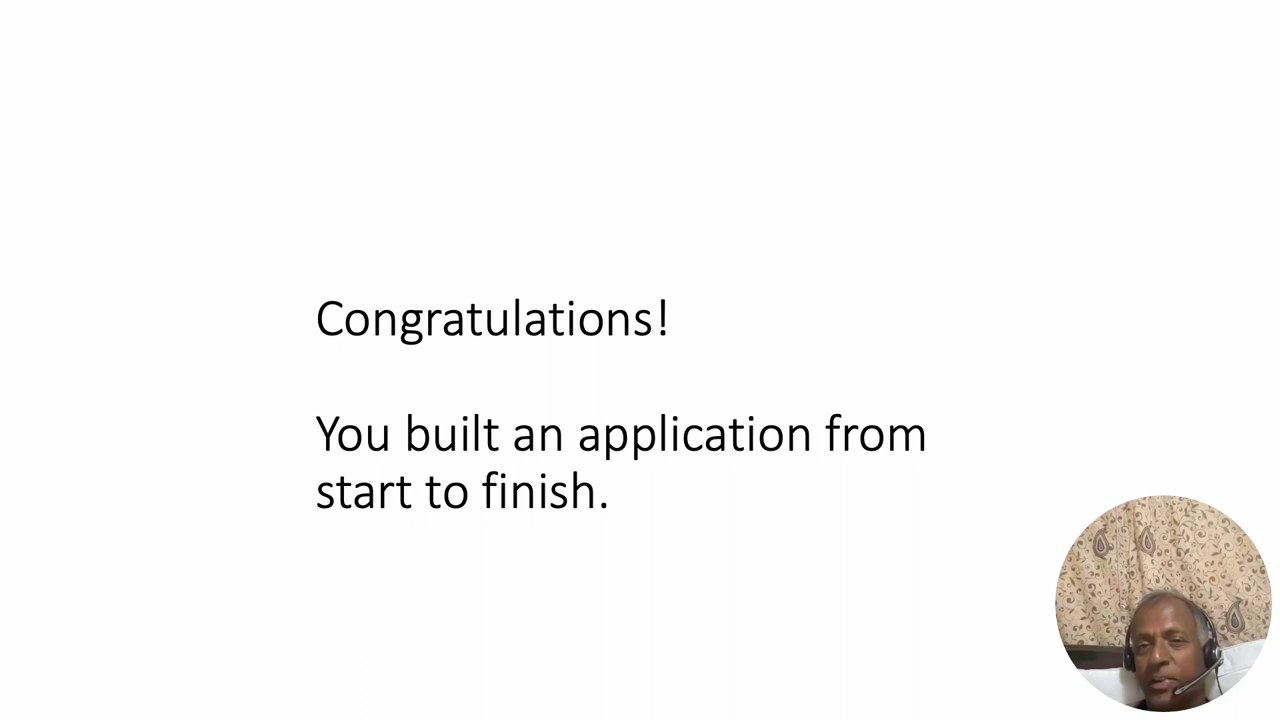 Congratulations!
You built an application from
start to finish.